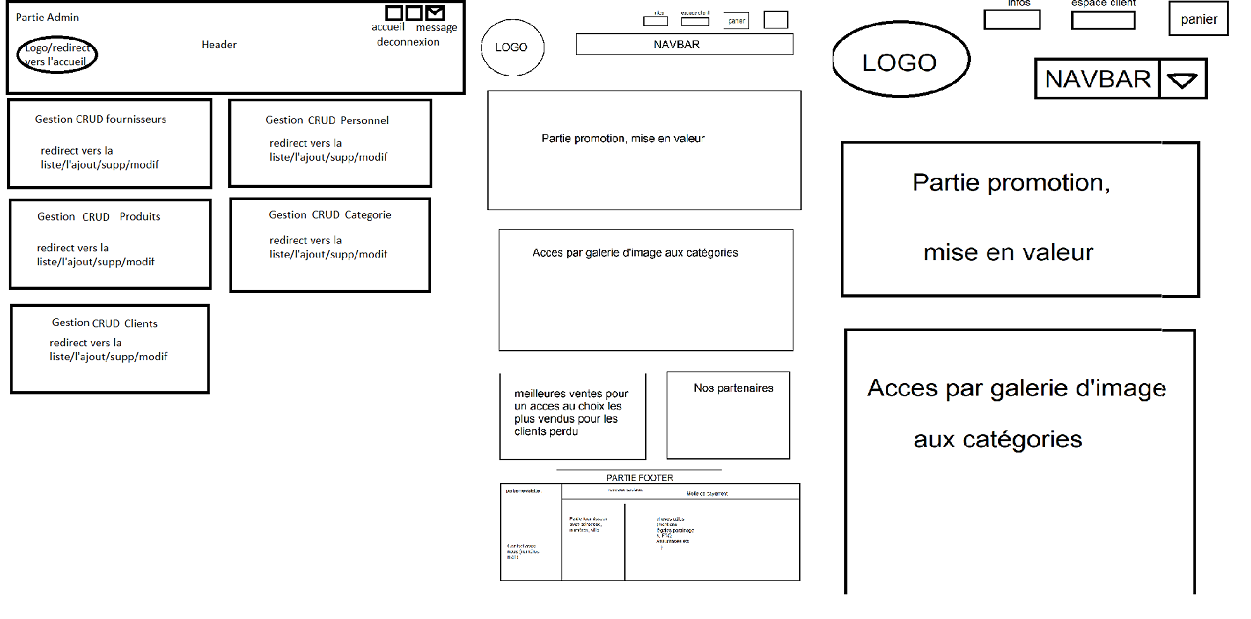 Partie Admin
accueil message
deconnexion
Logo/redirect
vers l'accueil
Header
Gestion CRUD fournisseurs
redirect vers la
liste/l'ajout/supp/modif
Gestion CRUD Personnel
redirect vers la
liste/l'ajout/supp/modif
Gestion CRUD Produits
redirect vers la
liste/l'ajout/supp/modif
Gestion CRUD Categorie
redirect vers la
liste/l'ajout/supp/modif
Gestion CRUD Clients
redirect vers la
liste/l'ajout/supp/modif
infos espace client panier
LOGO
NAVBAR
Partie promotion, mise en valeur
Acces par galerie d'image aux catégories
meilleures ventes pour
un acces au choix les
plus vendus pour les
clients perdu
Nos partenaires
PARTIE FOOTER
infos espace client panier
LOGO
NAVBAR
Partie promotion,
mise en valeur
Acces par galerie d'image
aux catégories